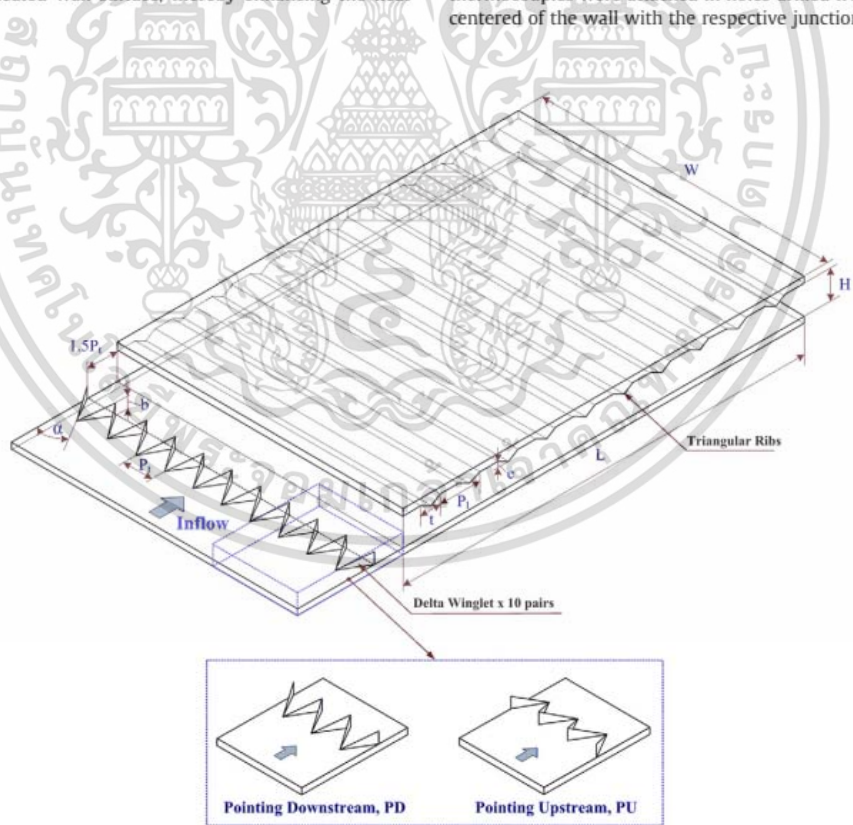 centered of the wall with the respective junction
W
H
1.5Pt
b
α
Pt
Inflow
Triangular Ribs
L
e
Pl
t
Delta Winglet x 10 pairs
Pointing Downstream, PD
Pointing Upstream, PU